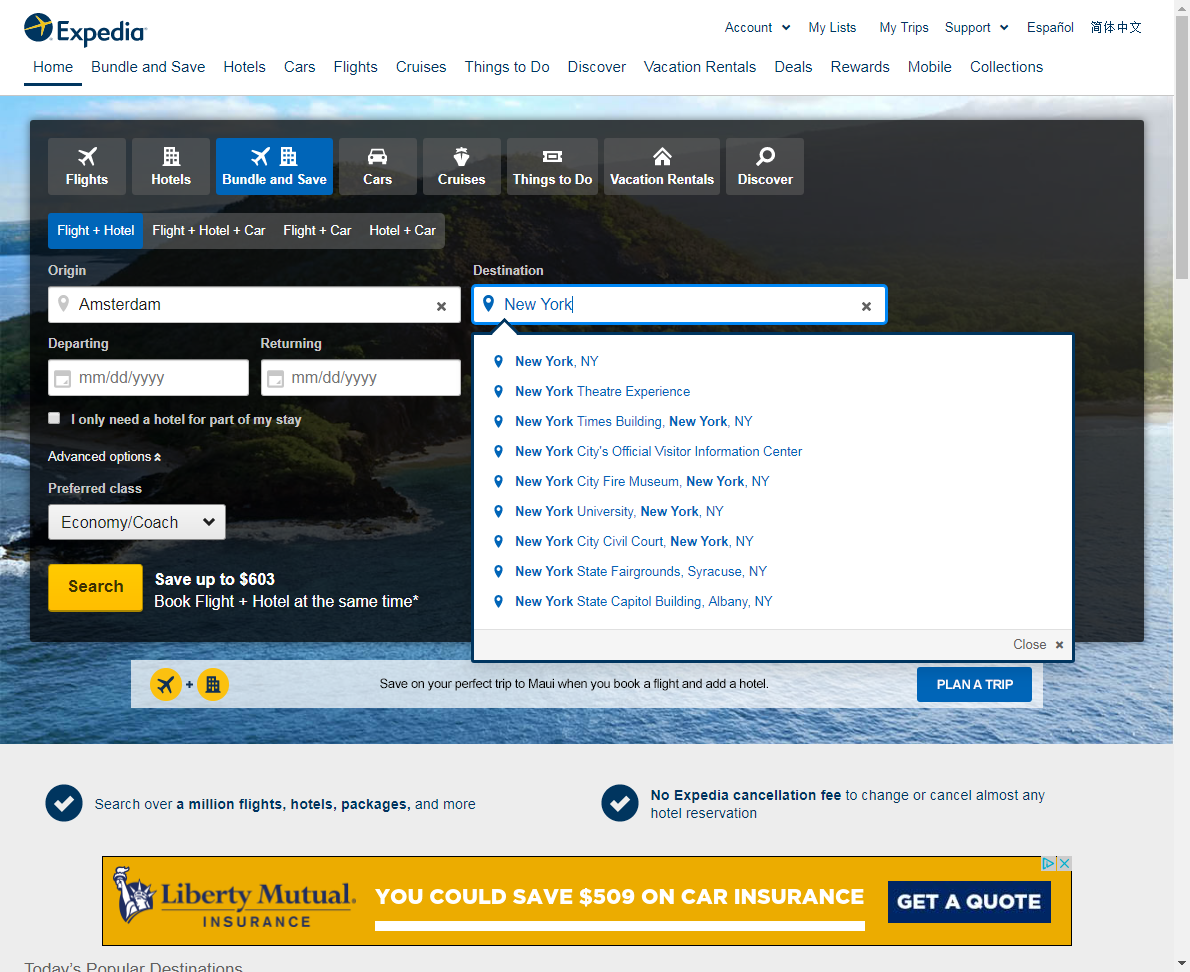 Expedia
Account
My Lists
My Trips
Support
Español
简体中文
Home
Bundle and Save
Hotels
Cars
Flights
Cruises
Things to Do
Discover
Vacation Rentals
Deals
Rewards
Mobile
Collections
Flights
Hotels
Bundle and Save
Cars
Cruises
Things to Do
Vacation Rentals
Discover
Flight + Hotel
Flight + Hotel + Car
Flight + Car
Hotel + Car
Origin
Destination
Amsterdam
New York
Departing
Returning
mm/dd/yyyy
mm/dd/yyyy
I only need a hotel for part of my stay
Advanced options
Preferred class
Economy/Coach
Search
Save up to $603
Book Flight + Hotel at the same time*
New York, NY
New York Theatre Experience
New York Times Building, New York, NY
New York City's Official Visitor Information Center
New York City Fire Museum, New York, NY
New York University, New York, NY
New York City Civil Court, New York, NY
New York State Fairgrounds, Syracuse, NY
New York State Capitol Building, Albany, NY
Close
+
Save on your perfect trip to Maui when you book a flight and add a hotel.
PLAN A TRIP
Search over a million flights, hotels, packages, and more
No Expedia cancellation fee to change or cancel almost any
hotel reservation
Liberty Mutual.
INSURANCE
YOU COULD SAVE $509 ON CAR INSURANCE
GET A QUOTE
Today's Popular Destinations